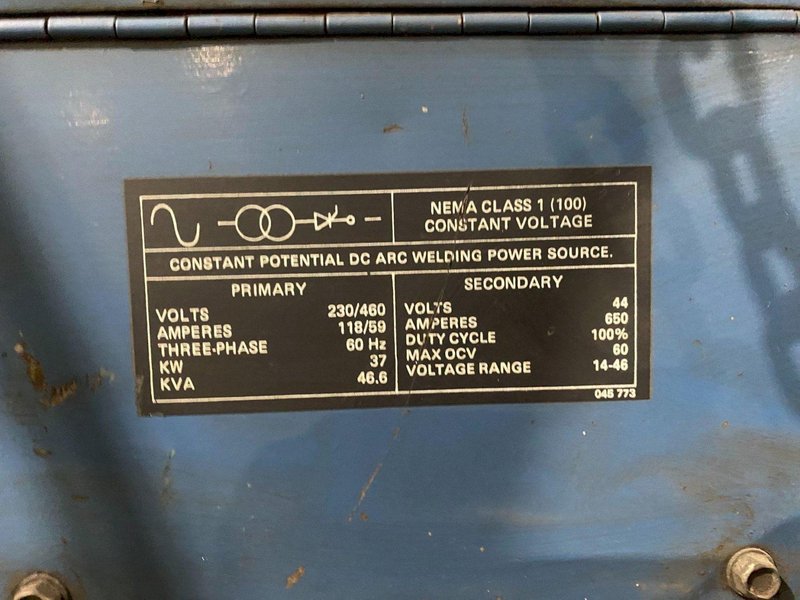 NEMA CLASS 1 (100)
CONSTANT VOLTAGE
CONSTANT POTENTIAL DC ARC WELDING POWER SOURCE.
PRIMARY
VOLTS 230/460
AMPERES 118/59
THREE-PHASE 60 Hz
KW 37
KVA 46.6
SECONDARY
VOLTS 44
AMPERES 650
DUTY CYCLE 100%
MAX OCV 60
VOLTAGE RANGE 14-46
045 773